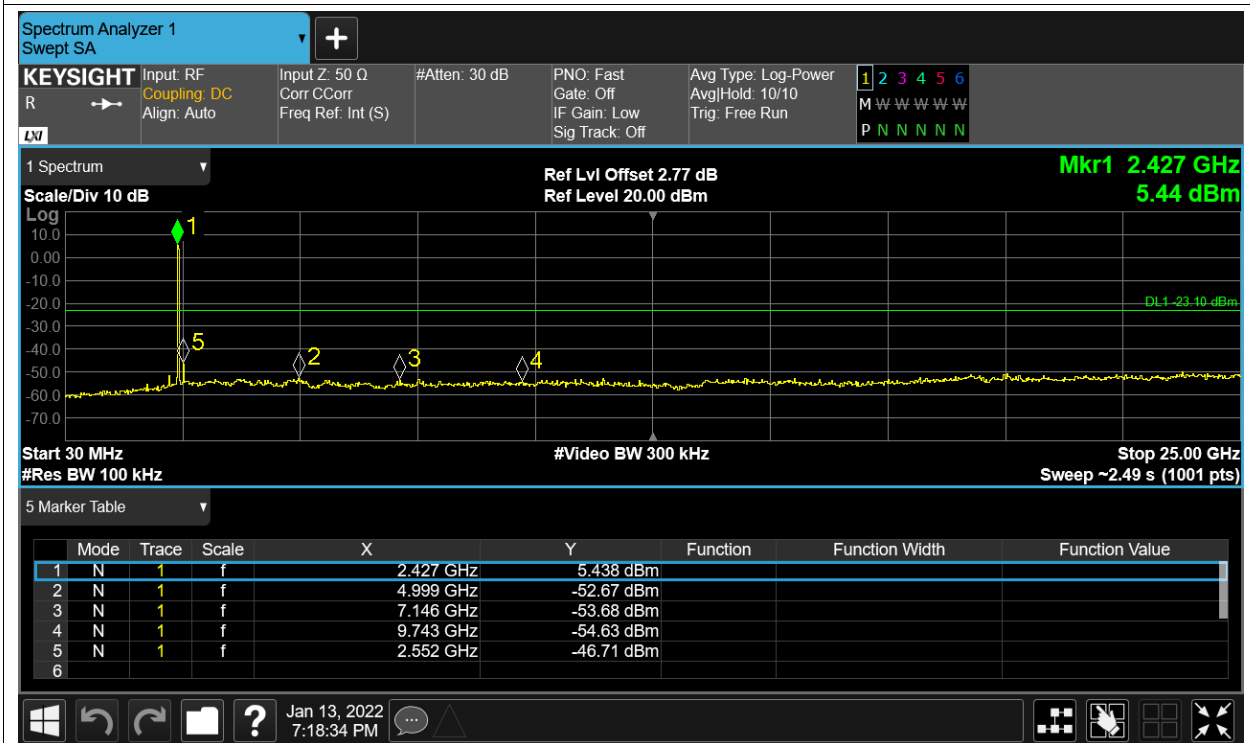 Spectrum Analyzer 1
Swept SA
+
KEYSIGHT Input: RF Input Z: 50 Ω #Atten: 30 dB PNO: Fast Avg Type: Log-Power 1 2 3 4 5 6
R Coupling: DC Corr CCorr Gate: Off Avg|Hold: 10/10 M W W W W W
Align: Auto Freq Ref: Int (S) IF Gain: Low Trig: Free Run
LXI Sig Track: Off P N N N N N
1 Spectrum Ref Lvl Offset 2.77 dB Mkr1 2.427 GHz
Scale/Div 10 dB Ref Level 20.00 dBm 5.44 dBm
Log
1
10.0
0.00
-10.0
-20.0 DL1 -23.10 dBm
-30.0
5
-40.0 2 3 4
-50.0
-60.0
-70.0
Start 30 MHz #Video BW 300 kHz Stop 25.00 GHz
#Res BW 100 kHz Sweep ~2.49 s (1001 pts)
5 Marker Table
Mode Trace Scale X Y Function Function Width Function Value
1 N 1 f 2.427 GHz 5.438 dBm
2 N 1 f 4.999 GHz -52.67 dBm
3 N 1 f 7.146 GHz -53.68 dBm
4 N 1 f 9.743 GHz -54.63 dBm
5 N 1 f 2.552 GHz -46.71 dBm
6
? Jan 13, 2022
7:18:34 PM